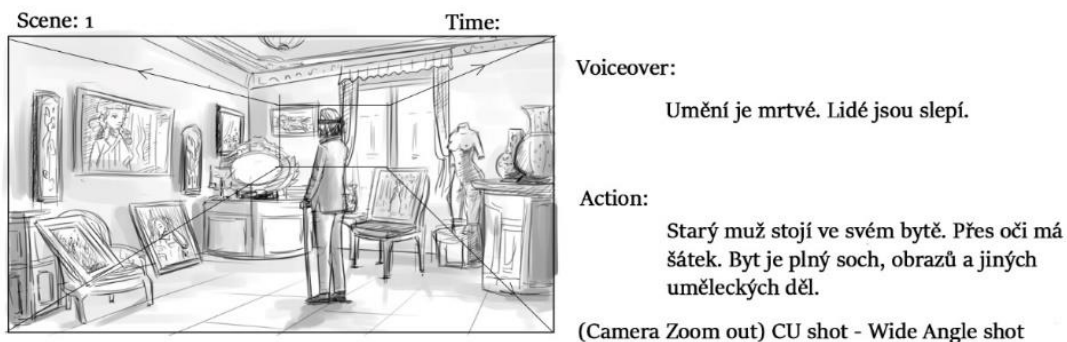 Scene: 1
Time:
Voiceover:
Umění je mrtvé. Lidé jsou slepí.
Action:
Starý muž stojí ve svém bytě. Přes oči má
šátek. Byt je plný soch, obrazů a jiných
uměleckých děl.
(Camera Zoom out) CU shot - Wide Angle shot